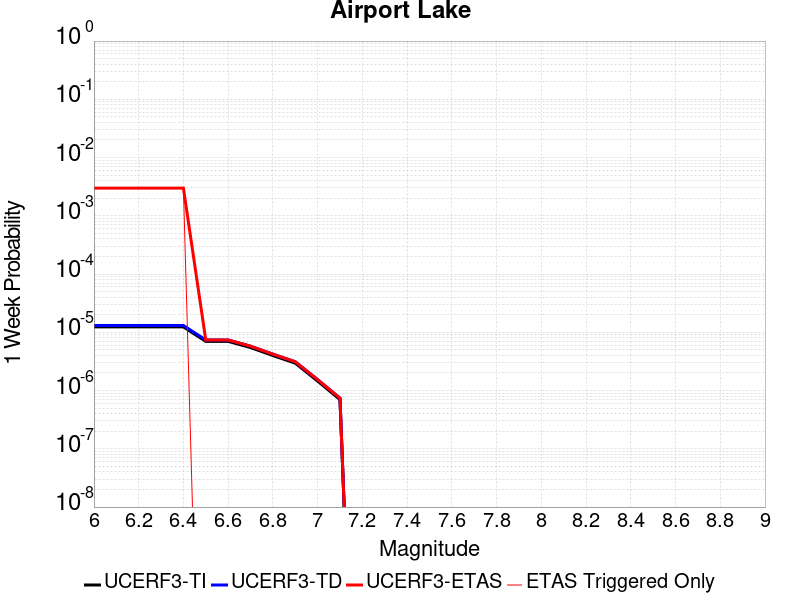 Airport Lake
10^0
10^-1
10^-2
10^-3
10^-4
10^-5
10^-6
10^-7
10^-8
1 Week Probability
6 6.2 6.4 6.6 6.8 7 7.2 7.4 7.6 7.8 8 8.2 8.4 8.6 8.8 9
Magnitude
UCERF3-TI UCERF3-TD UCERF3-ETAS ETAS Triggered Only